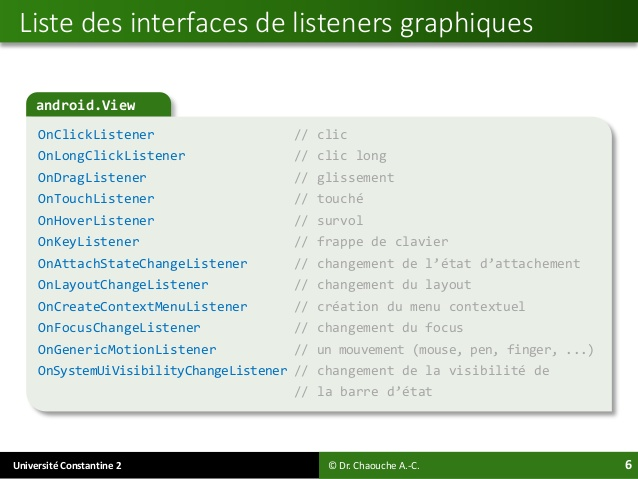 Liste des interfaces de listeners graphiques
android.View
OnClickListener // clic
OnLongClickListener // clic long
OnDragListener // glissement
OnTouchListener // touché
OnHoverListener // survol
OnKeyListener // frappe de clavier
OnAttachStateChangeListener // changement de l’état d’attachement
OnLayoutChangeListener // changement du layout
OnCreateContextMenuListener // création du menu contextuel
OnFocusChangeListener // changement du focus
OnGenericMotionListener // un mouvement (mouse, pen, finger, ...)
OnSystemUiVisibilityChangeListener // changement de la visibilité de
// la barre d’état
Université Constantine 2 © Dr. Chaouche A.-C. 6